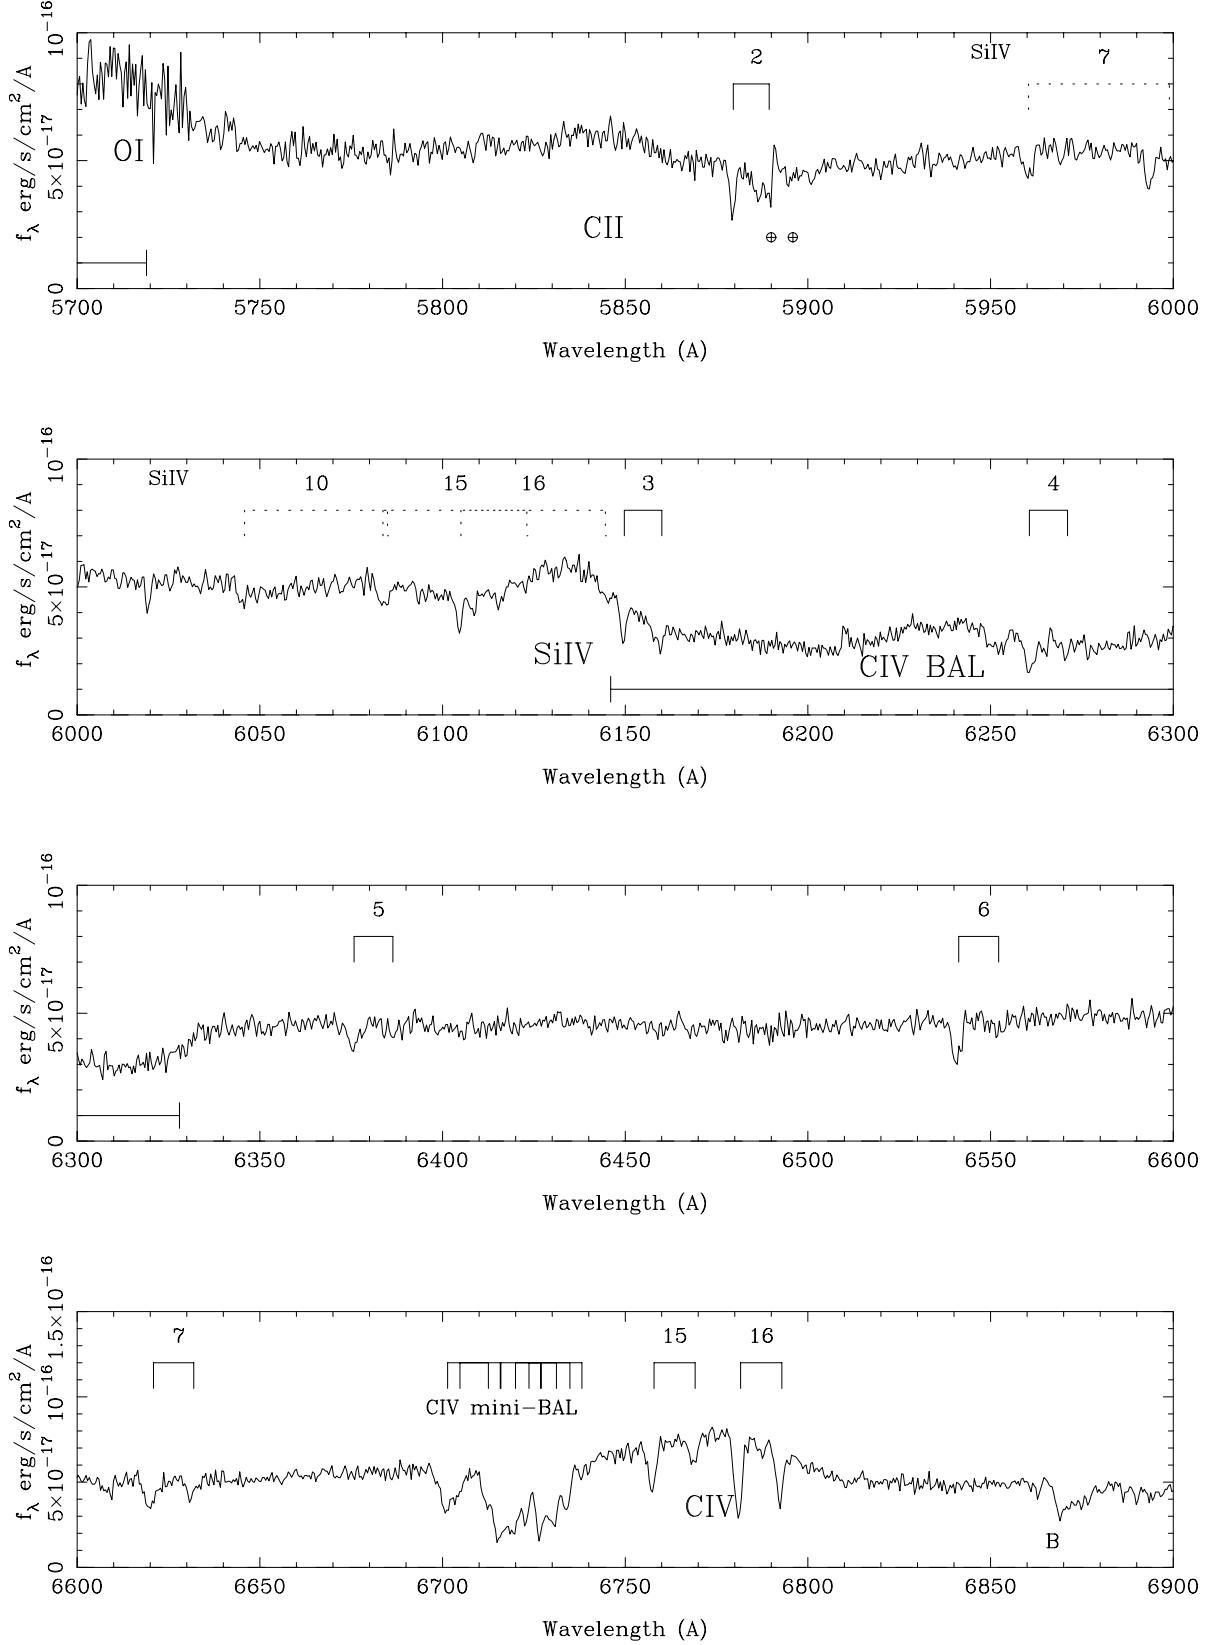 10⁻¹⁶
5×10⁻¹⁷
0
f_λ erg/s/cm²/A
SiIV
2
7
OI
CII
⊕ ⊕
5700 5750 5800 5850 5900 5950 6000
Wavelength (A)
10⁻¹⁶
5×10⁻¹⁷
0
f_λ erg/s/cm²/A
SiIV
10
15
16
3
4
SiIV
CIV BAL
6000 6050 6100 6150 6200 6250 6300
Wavelength (A)
10⁻¹⁶
5×10⁻¹⁷
0
f_λ erg/s/cm²/A
5
6
6300 6350 6400 6450 6500 6550 6600
Wavelength (A)
1.5×10⁻¹⁶
10⁻¹⁶
5×10⁻¹⁷
0
f_λ erg/s/cm²/A
7
15
16
CIV mini-BAL
CIV
B
6600 6650 6700 6750 6800 6850 6900
Wavelength (A)